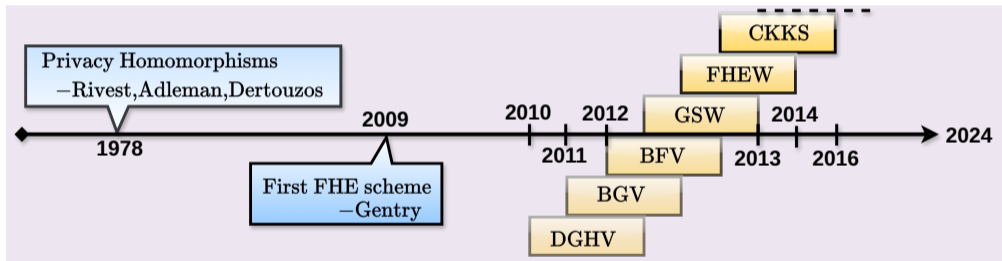 CKKS
Privacy Homomorphisms
−Rivest,Adleman,Dertouzos
FHEW
2010
2012
GSW
2014
2009
2024
1978
2011
BFV
2013
2016
First FHE scheme
−Gentry
BGV
DGHV